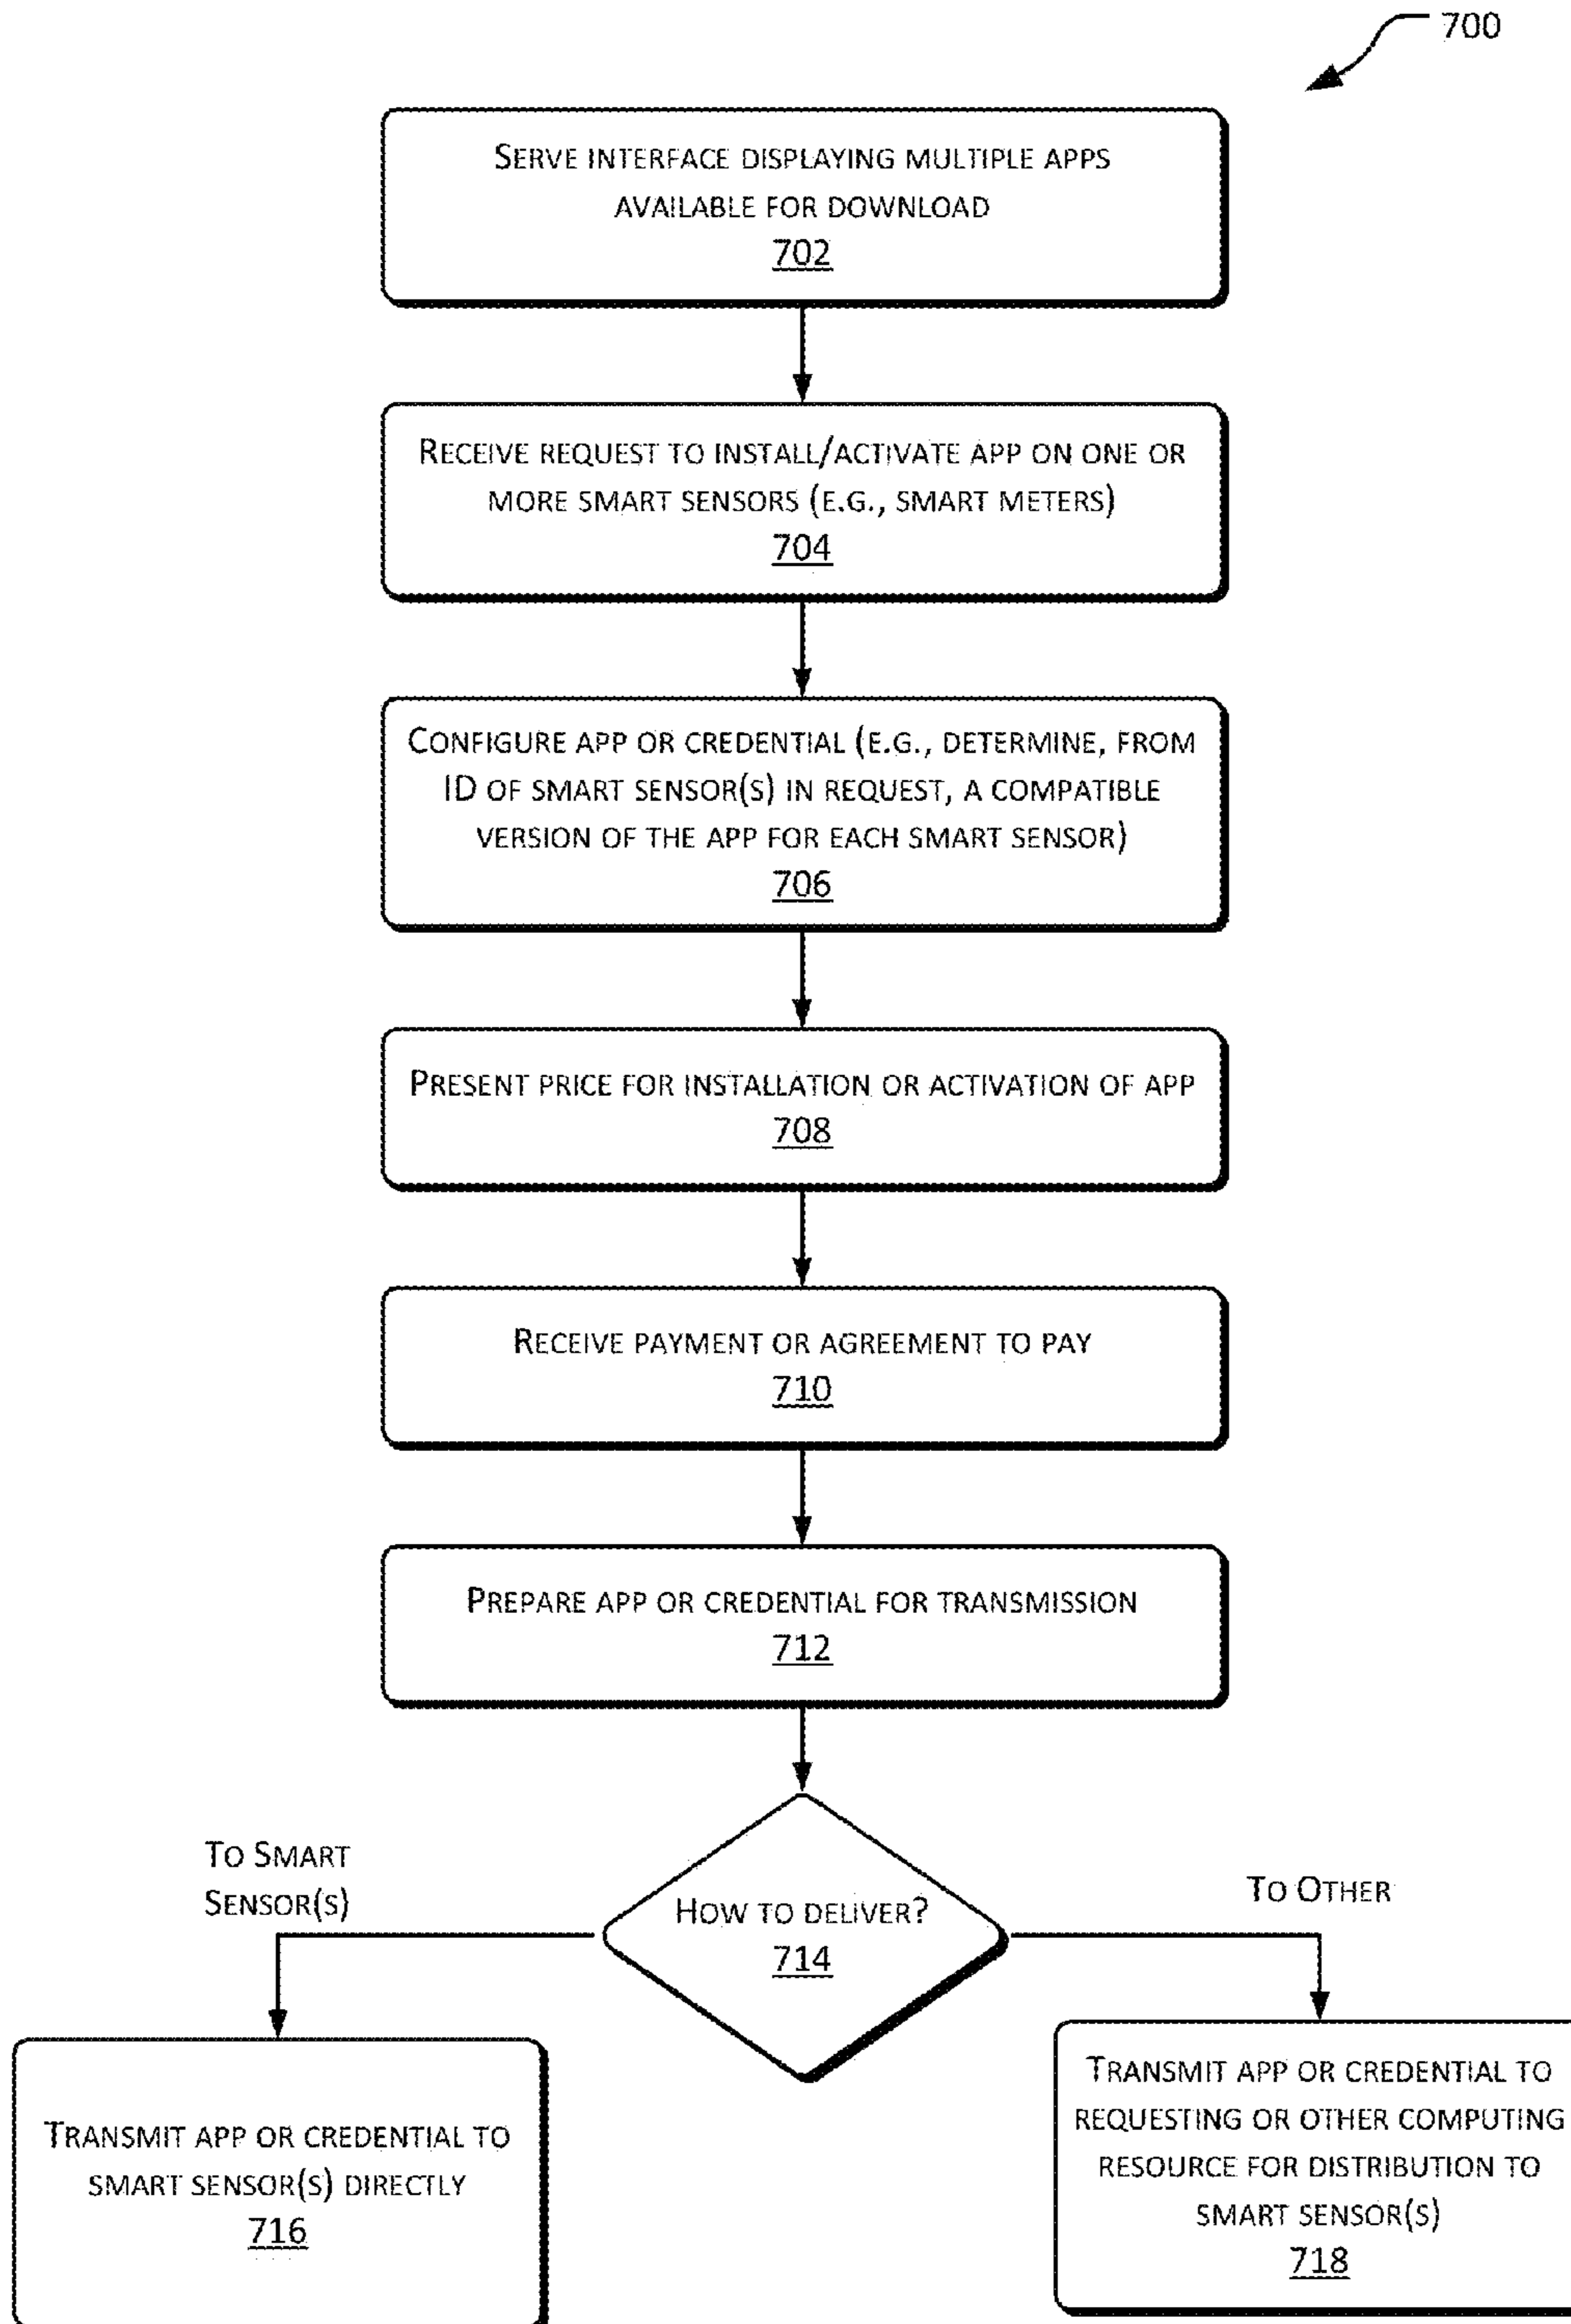 700
SERVE INTERFACE DISPLAYING MULTIPLE APPS
AVAILABLE FOR DOWNLOAD
702
RECEIVE REQUEST TO INSTALL/ACTIVATE APP ON ONE OR
MORE SMART SENSORS (E.G., SMART METERS)
704
CONFIGURE APP OR CREDENTIAL (E.G., DETERMINE, FROM
ID OF SMART SENSOR(S) IN REQUEST, A COMPATIBLE
VERSION OF THE APP FOR EACH SMART SENSOR)
706
PRESENT PRICE FOR INSTALLATION OR ACTIVATION OF APP
708
RECEIVE PAYMENT OR AGREEMENT TO PAY
710
PREPARE APP OR CREDENTIAL FOR TRANSMISSION
712
HOW TO DELIVER?
714
TO SMART
SENSOR(S)
TO OTHER
TRANSMIT APP OR CREDENTIAL TO
SMART SENSOR(S) DIRECTLY
716
TRANSMIT APP OR CREDENTIAL TO
REQUESTING OR OTHER COMPUTING
RESOURCE FOR DISTRIBUTION TO
SMART SENSOR(S)
718